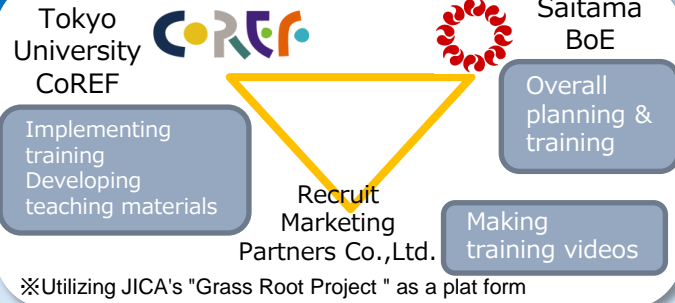 Tokyo
University
CoREF
CoREF
Saitama
BoE
Implementing
training
Developing
teaching materials
Overall
planning &
training
Recruit
Marketing
Partners Co.,Ltd.
Making
training videos
※Utilizing JICA's "Grass Root Project " as a plat form